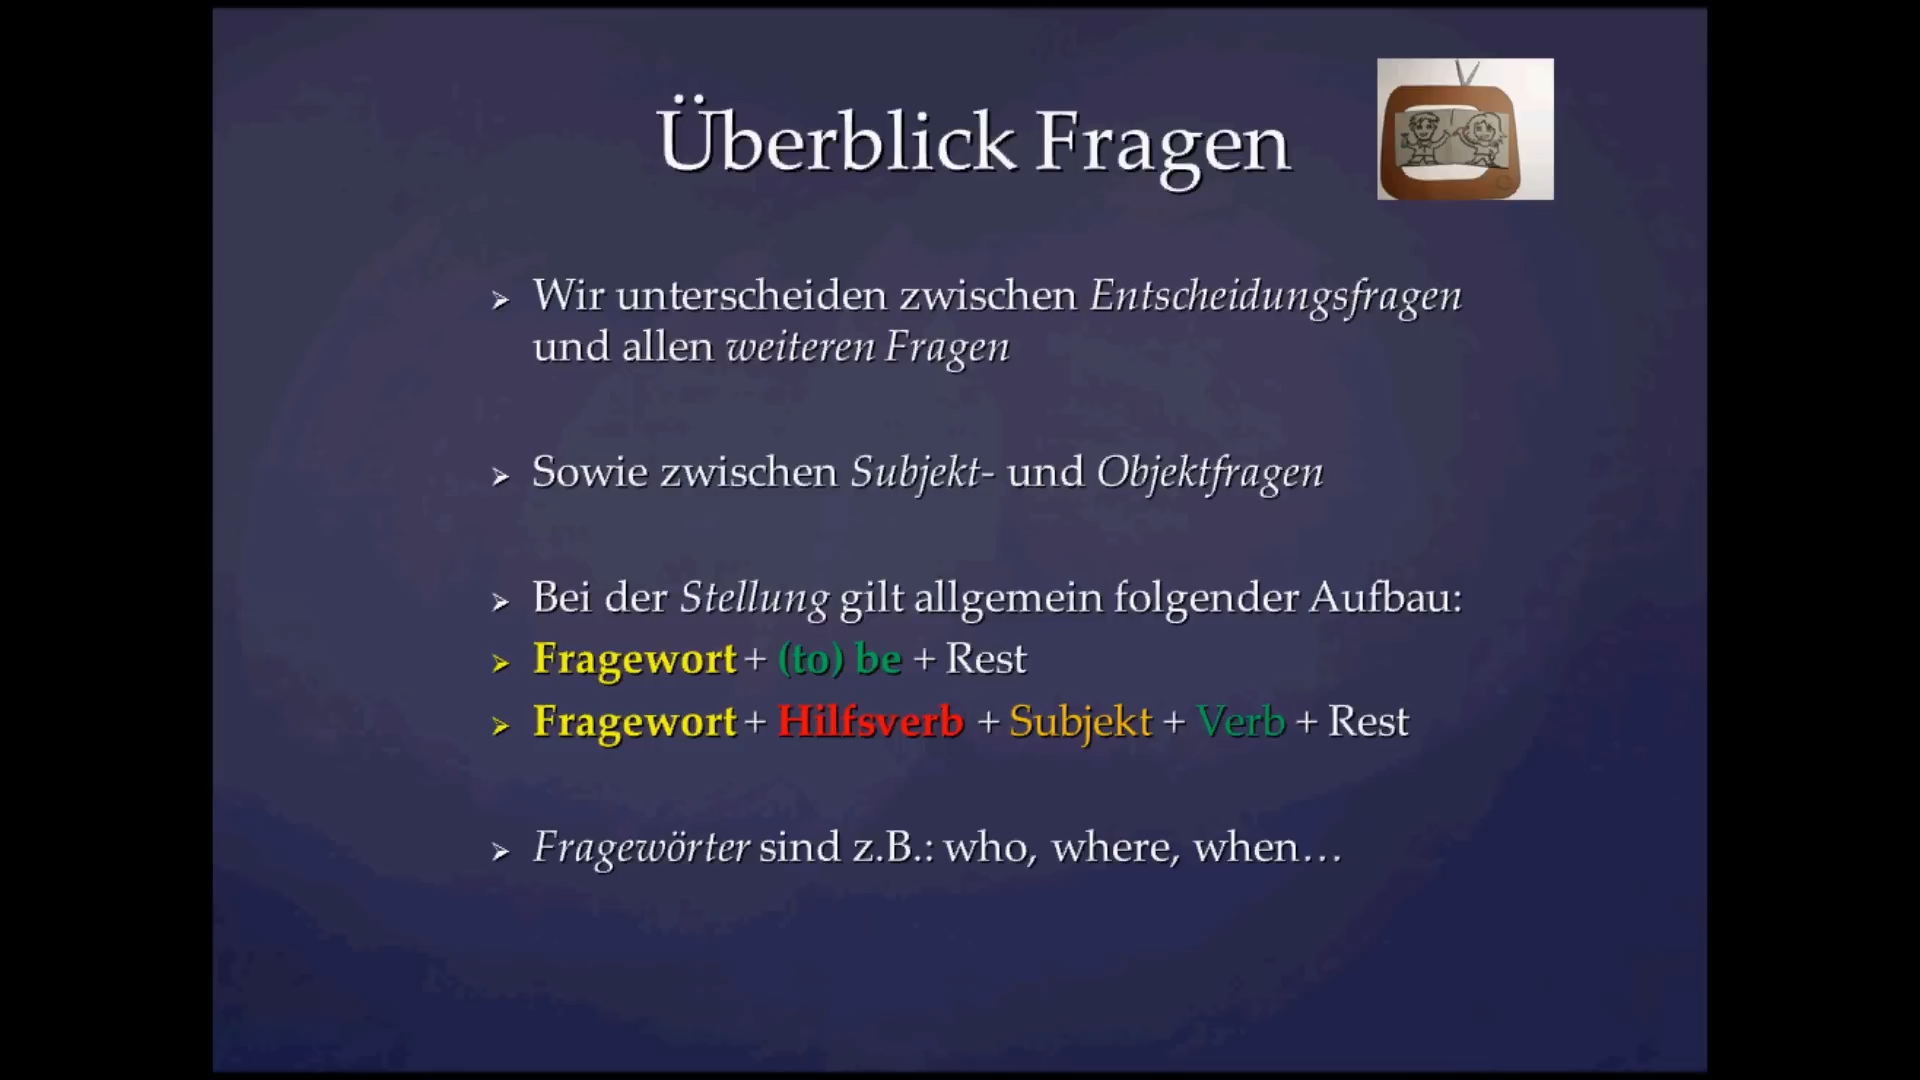 Überblick Fragen
Wir unterscheiden zwischen Entscheidungsfragen
und allen weiteren Fragen
Sowie zwischen Subjekt- und Objektfragen
Bei der Stellung gilt allgemein folgender Aufbau:
Fragewort + (to) be + Rest
Fragewort + Hilfsverb + Subjekt + Verb + Rest
Fragewörter sind z.B.: who, where, when…